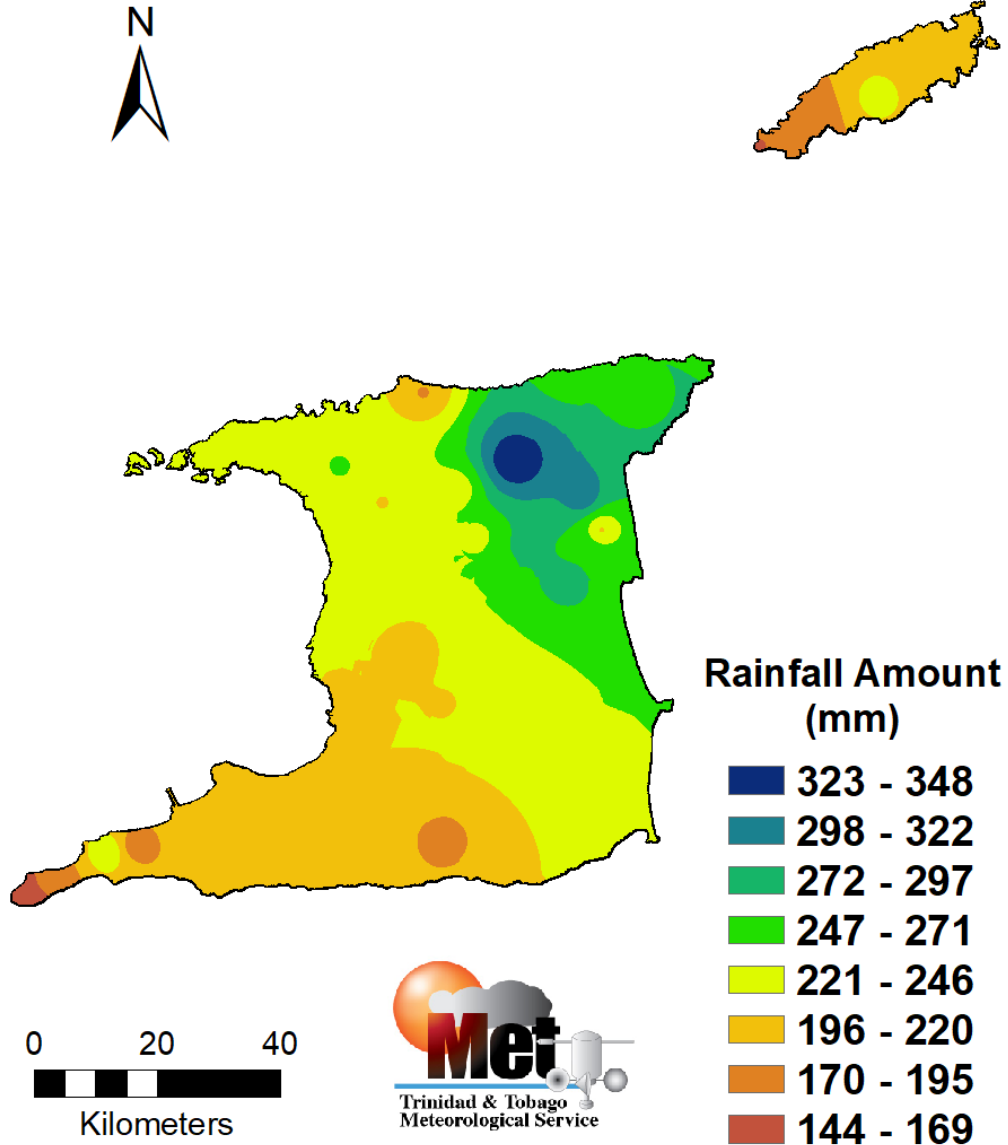 N
Rainfall Amount
(mm)
323 - 348
298 - 322
272 - 297
247 - 271
221 - 246
196 - 220
170 - 195
144 - 169
0 20 40
Kilometers
Met
Trinidad & Tobago
Meteorological Service